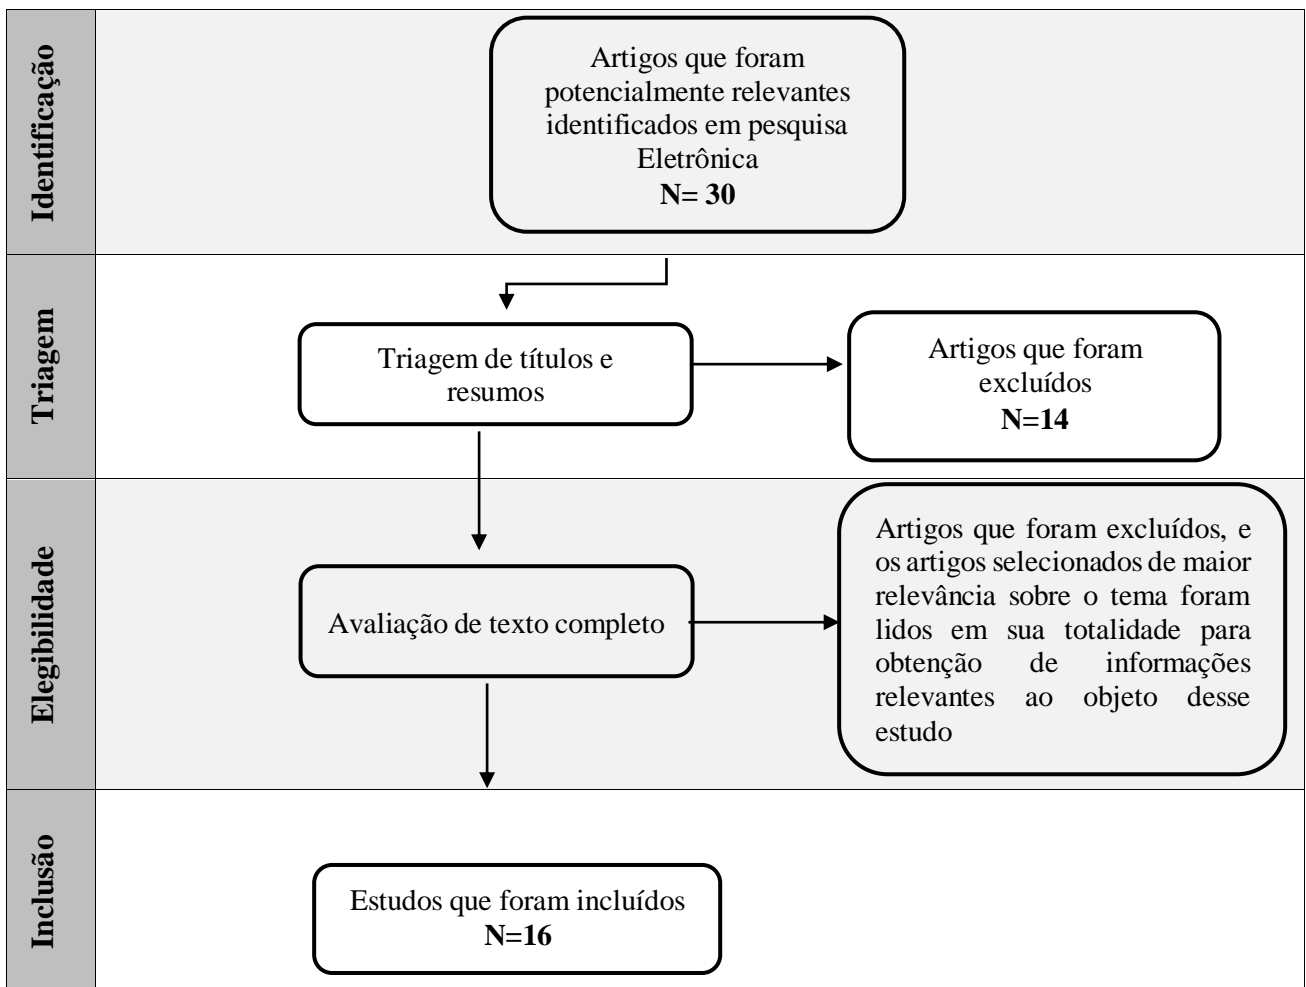 Identificação
Artigos que foram
potencialmente relevantes
identificados em pesquisa
Eletrônica
N= 30
Triagem
Triagem de títulos e
resumos
Artigos que foram
excluídos
N=14
Elegibilidade
Avaliação de texto completo
Artigos que foram excluídos, e
os artigos selecionados de maior
relevância sobre o tema foram
lidos em sua totalidade para
obtenção de informações
relevantes ao objeto desse
estudo
Inclusão
Estudos que foram incluídos
N=16